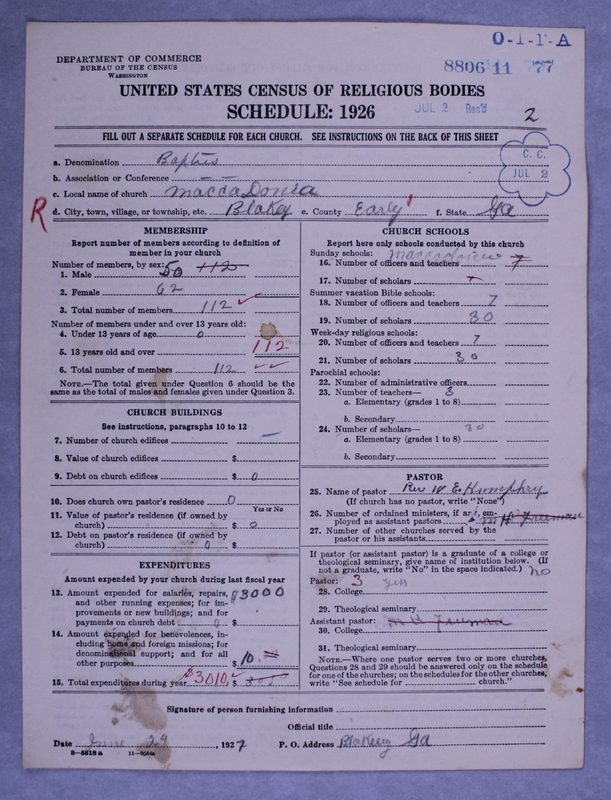 O-1-1-A
DEPARTMENT OF COMMERCE
BUREAU OF THE CENSUS
WASHINGTON
8806 11 77
UNITED STATES CENSUS OF RELIGIOUS BODIES
SCHEDULE: 1926
JUL 2 Rec'd
2
FILL OUT A SEPARATE SCHEDULE FOR EACH CHURCH. SEE INSTRUCTIONS ON THE BACK OF THIS SHEET
C. C.
JUL 2
a. Denomination Baptis
b. Association or Conference — —
c. Local name of church maccaDonia
R d. City, town, village, or township, etc. Blakey e. County Early f. State Ga
MEMBERSHIP
Report number of members according to definition of
member in your church
Number of members, by sex:
1. Male 50 112
2. Female 62
3. Total number of members 112
Number of members under and over 13 years old:
4. Under 13 years of age 0
5. 13 years old and over 112
6. Total number of members 112
NOTE.—The total given under Question 6 should be the
same as the total of males and females given under Question 3.
CHURCH BUILDINGS
See instructions, paragraphs 10 to 12
7. Number of church edifices —
8. Value of church edifices $
9. Debt on church edifices $ 0
10. Does church own pastor's residence 0
Yes or No
11. Value of pastor's residence (if owned by
church) $ 0
12. Debt on pastor's residence (if owned by
church) 0 $
EXPENDITURES
Amount expended by your church during last fiscal year
13. Amount expended for salaries, repairs,
and other running expenses; for im-
provements or new buildings; and for
payments on church debt 0 $
$3000
14. Amount expended for benevolences, in-
cluding home and foreign missions; for
denominational support; and for all
other purposes $ 10.
15. Total expenditures during year $3010 $
CHURCH SCHOOLS
Report here only schools conducted by this church
Sunday schools:
16. Number of officers and teachers 7
17. Number of scholars
Summer vacation Bible schools:
18. Number of officers and teachers 7
19. Number of scholars 30
Week-day religious schools:
20. Number of officers and teachers 7
21. Number of scholars 30
Parochial schools:
22. Number of administrative officers
23. Number of teachers— 3
a. Elementary (grades 1 to 8)
b. Secondary
24. Number of scholars— 30
a. Elementary (grades 1 to 8)
b. Secondary
PASTOR
25. Name of pastor Rev W E Humphry
(If church has no pastor, write "None")
26. Number of ordained ministers, if any, em-
ployed as assistant pastors Freeman
27. Number of other churches served by the
pastor or his assistants
If pastor (or assistant pastor) is a graduate of a college or
theological seminary, give name of institution below. (If
not a graduate, write "No" in the space indicated.) no
Pastor: 3 yes
28. College
29. Theological seminary
Assistant pastor: M H Freeman
30. College
31. Theological seminary
NOTE.—Where one pastor serves two or more churches,
Questions 28 and 29 should be answered only on the schedule
for one of the churches; on the schedules for the other churches,
write "See schedule for church."
Signature of person furnishing information
Official title
Date June 29, 1927 P. O. Address Blakeey Ga
8-5518a